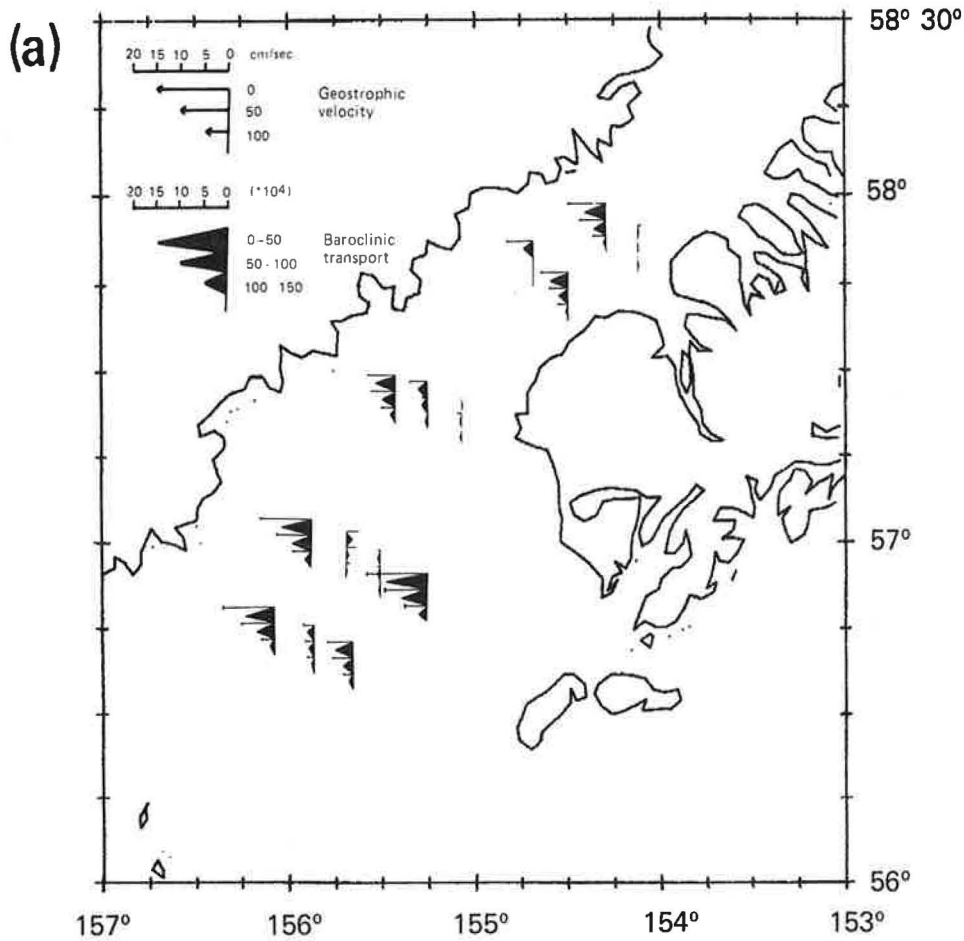 (a)
58° 30°
20 15 10 5 0 cm/sec
0
50
100
Geostrophic
velocity
58°
20 15 10 5 0 (*10⁴)
0-50
50-100
100 150
Baroclinic
transport
57°
56°
157° 156° 155° 154° 153°